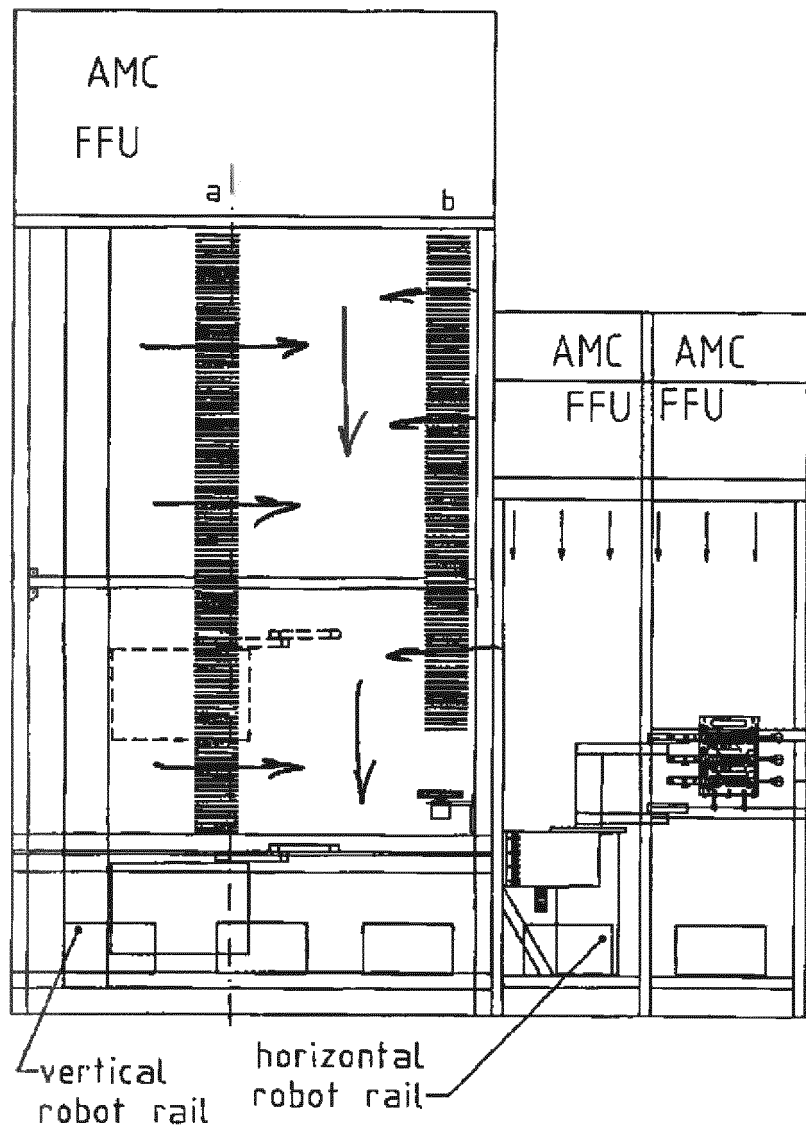 AMC
FFU
a
b
AMC AMC
FFU FFU
vertical
robot rail
horizontal
robot rail